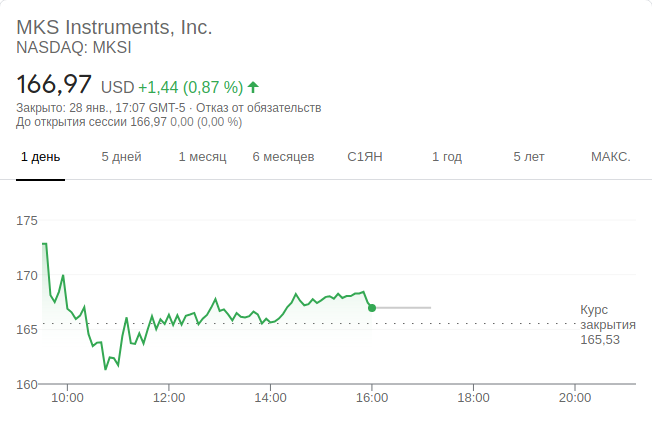 MKS Instruments, Inc.
NASDAQ: MKSI
166,97 USD +1,44 (0,87 %)
Закрыто: 28 янв., 17:07 GMT-5 · Отказ от обязательств
До открытия сессии 166,97 0,00 (0,00 %)
1 день 5 дней 1 месяц 6 месяцев С1ЯН 1 год 5 лет МАКС.
175
170
165
160
Курс
закрытия
165,53
10:00 12:00 14:00 16:00 18:00 20:00